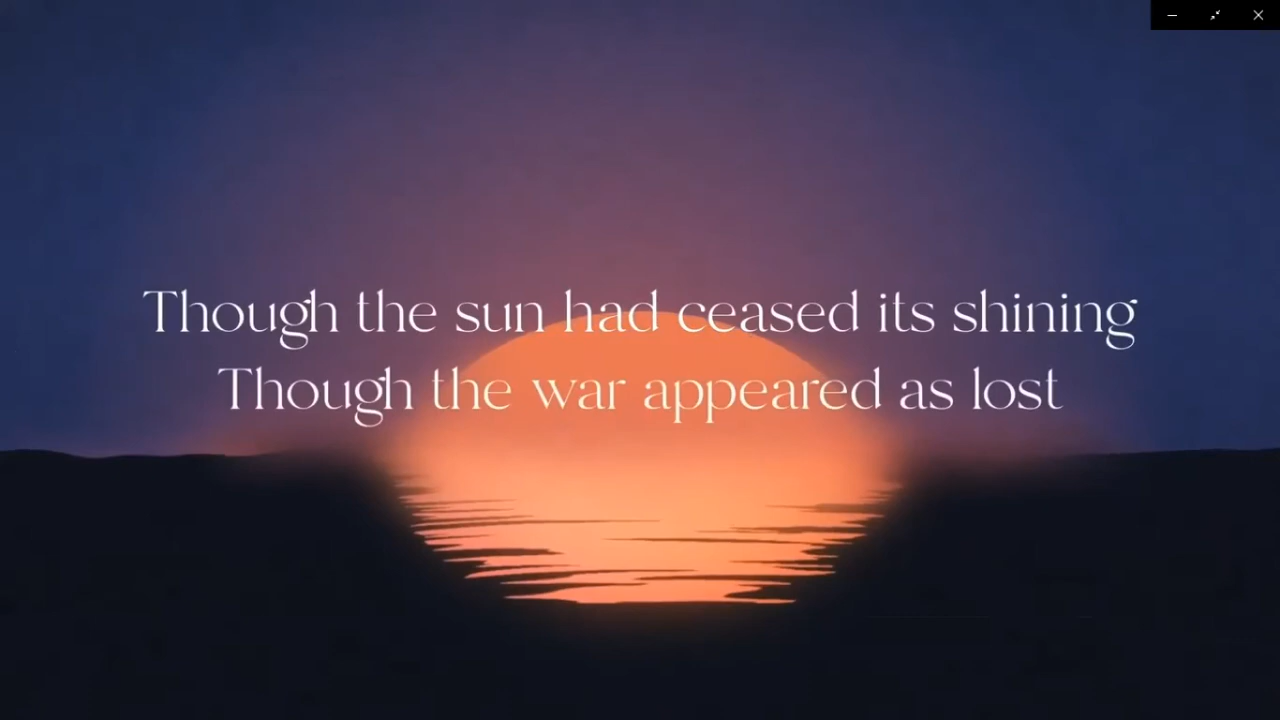 Though the sun had ceased its shining
Though the war appeared as lost